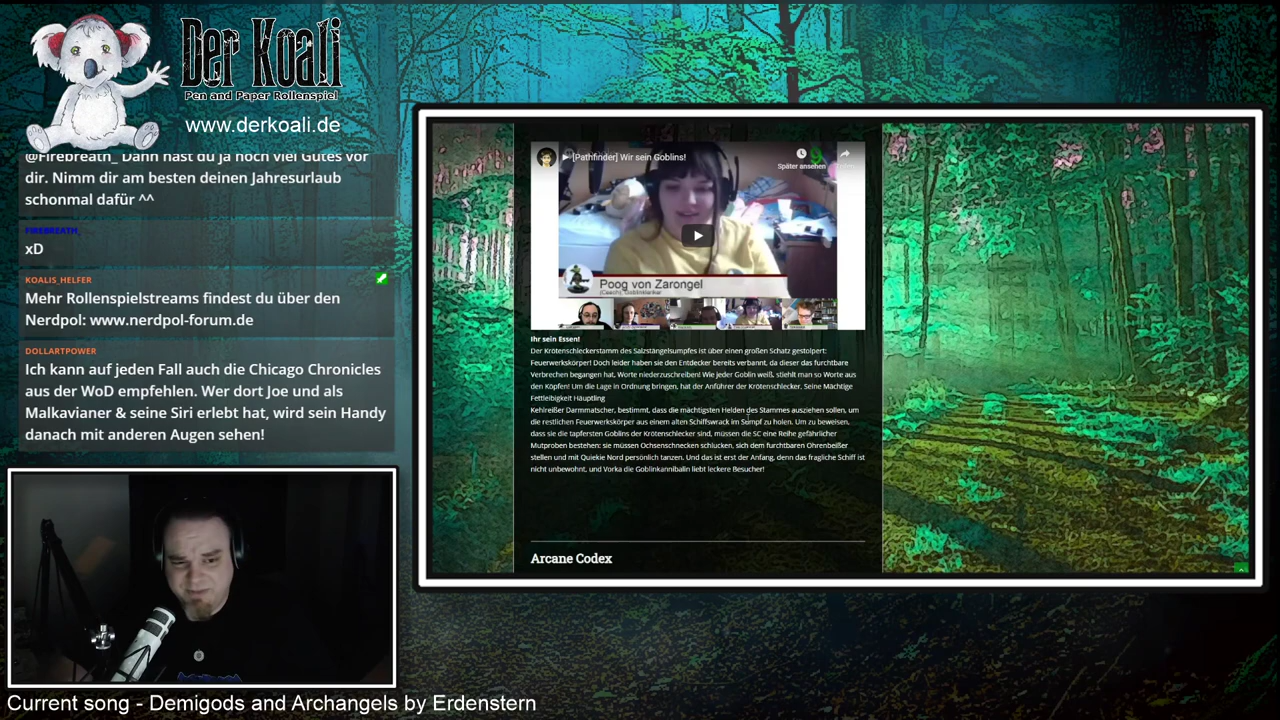 Der Koali
Pen and Paper Rollenspiel
www.derkoali.de
@Firebreath_ Dann hast du ja noch viel Gutes vor
dir. Nimm dir am besten deinen Jahresurlaub
schonmal dafür ^^
FIREBREATH_
xD
KOALIS_HELFER
Mehr Rollenspielstreams findest du über den
Nerdpol: www.nerdpol-forum.de
DOLLARTPOWER
Ich kann auf jeden Fall auch die Chicago Chronicles
aus der WoD empfehlen. Wer dort Joe und als
Malkavianer & seine Siri erlebt hat, wird sein Handy
danach mit anderen Augen sehen!
[Pathfinder] Wir sein Goblins!
Später ansehen
Poog von Zarongel
Ihr sein Essen!
Der Krötenschleckerstamm des Salzstängelsumpfes ist über einen großen Schatz gestolpert:
Feuerwerkskörper! Doch leider haben sie den Entdecker bereits verbannt, da dieser das furchtbare
Verbrechen begangen hat, Worte niederzuschreiben! Wie jeder Goblin weiß, stiehlt man so Worte aus
den Köpfen! Um die Lage in Ordnung bringen, hat der Anführer der Krötenschlecker, Seine Mächtige
Fettleibigkeit Häuptling
Kehlreißer Darmmatscher, bestimmt, dass die mächtigsten Helden des Stammes ausziehen sollen, um
die restlichen Feuerwerkskörper aus einem alten Schiffswrack im Sumpf zu holen. Um zu beweisen,
dass sie die tapfersten Goblins der Krötenschlecker sind, müssen die SC eine Reihe gefährlicher
Mutproben bestehen: sie müssen Ochsenschnecken schlucken, sich dem furchtbaren Ohrenbeißer
stellen und mit Quiekie Nord persönlich tanzen. Und das ist erst der Anfang, denn das fragliche Schiff ist
nicht unbewohnt, und Vorka die Goblinkannibalin liebt leckere Besucher!
Arcane Codex
Current song - Demigods and Archangels by Erdenstern